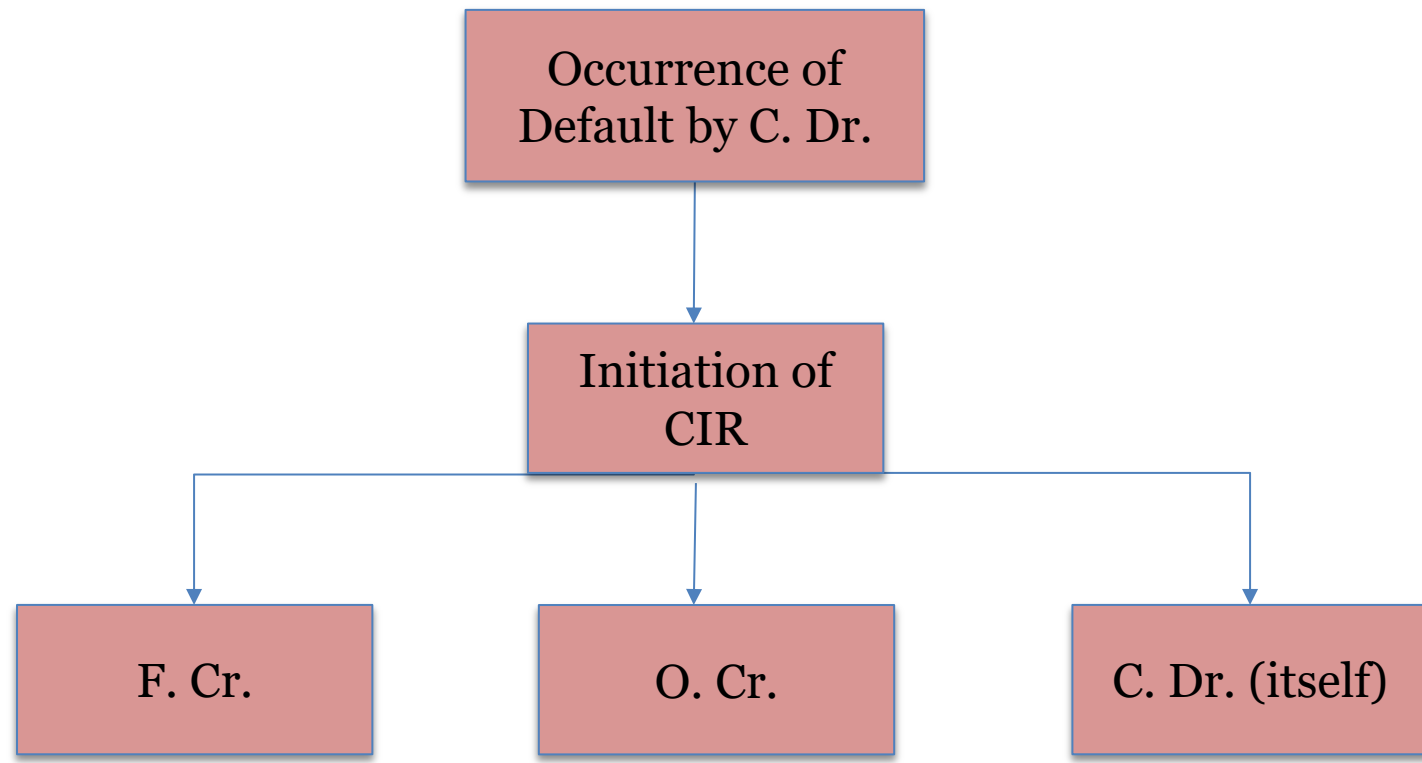 Occurrence of
Default by C. Dr.
Initiation of
CIR
F. Cr.
O. Cr.
C. Dr. (itself)